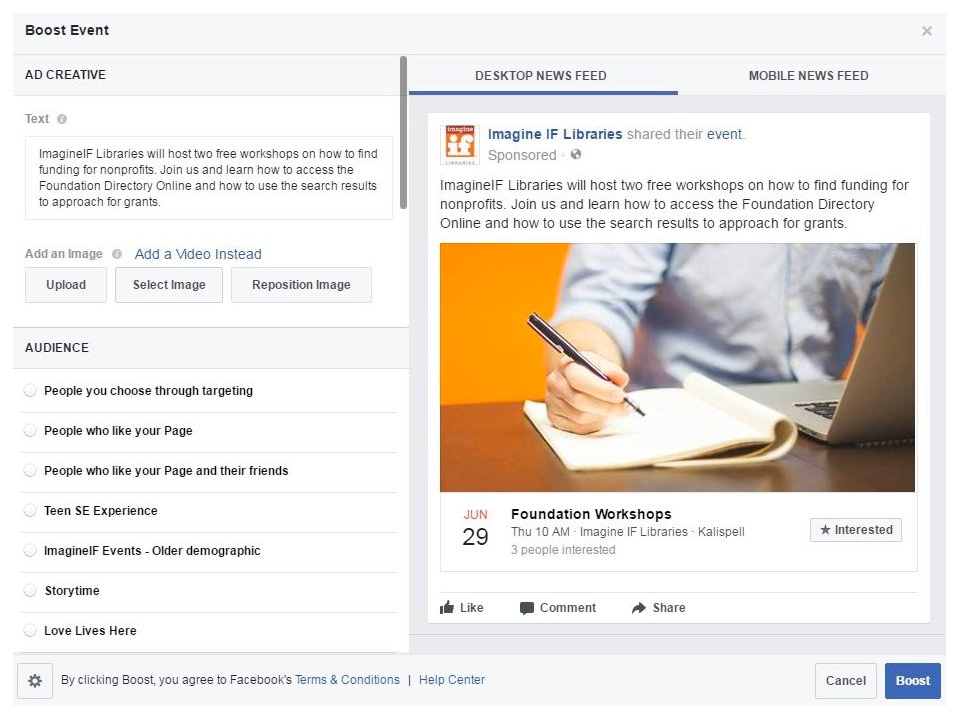 Boost Event
×
AD CREATIVE
Text
ImagineIF Libraries will host two free workshops on how to find
funding for nonprofits. Join us and learn how to access the
Foundation Directory Online and how to use the search results
to approach for grants.
Add an Image Add a Video Instead
Upload Select Image Reposition Image
AUDIENCE
People you choose through targeting
People who like your Page
People who like your Page and their friends
Teen SE Experience
ImagineIF Events - Older demographic
Storytime
Love Lives Here
DESKTOP NEWS FEED MOBILE NEWS FEED
imagine
if
LIBRARIES
Imagine IF Libraries shared their event.
Sponsored ·
ImagineIF Libraries will host two free workshops on how to find funding for
nonprofits. Join us and learn how to access the Foundation Directory
Online and how to use the search results to approach for grants.
JUN
29
Foundation Workshops
Thu 10 AM · Imagine IF Libraries · Kalispell
3 people interested
★ Interested
Like Comment Share
By clicking Boost, you agree to Facebook's Terms & Conditions | Help Center
Cancel Boost